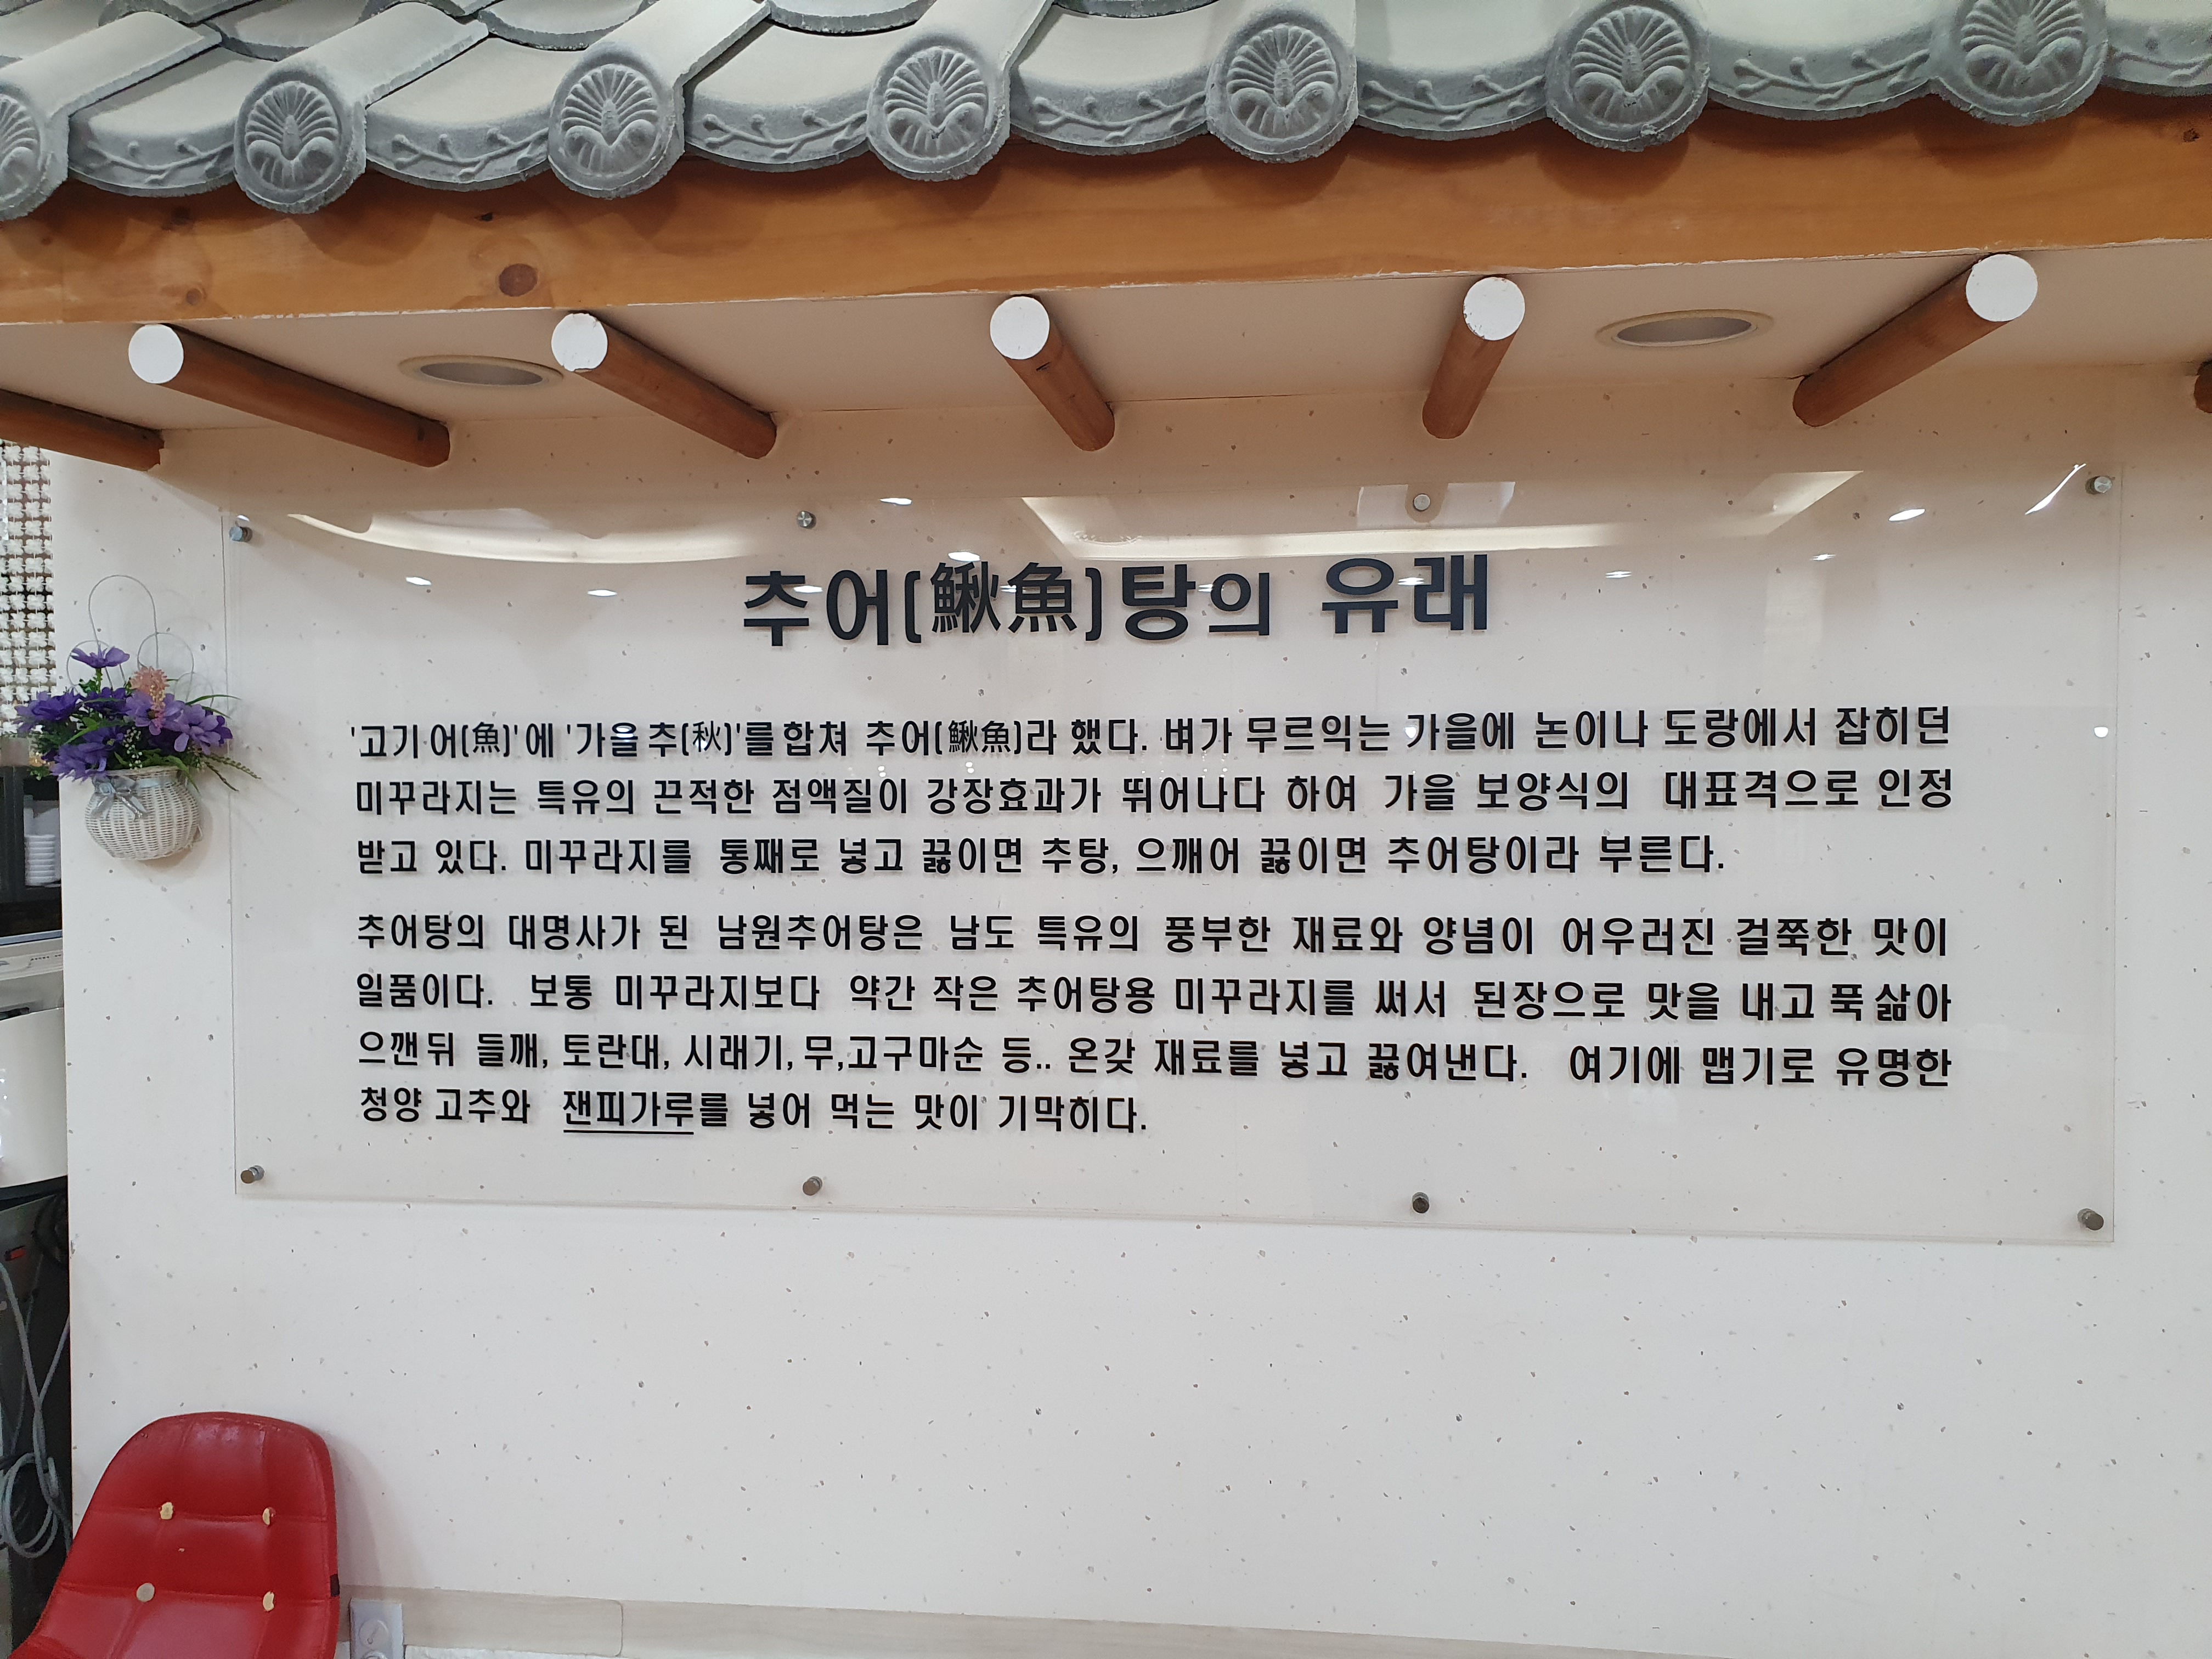 추어(鰍魚)탕의 유래
'고기 어(魚)'에 '가을 추(秋)'를 합쳐 추어(鰍魚)라 했다. 벼가 무르익는 가을에 논이나 도랑에서 잡히던
미꾸라지는 특유의 끈적한 점액질이 강장효과가 뛰어나다 하여 가을 보양식의 대표격으로 인정
받고 있다. 미꾸라지를 통째로 넣고 끓이면 추탕, 으깨어 끓이면 추어탕이라 부른다.
추어탕의 대명사가 된 남원추어탕은 남도 특유의 풍부한 재료와 양념이 어우러진 걸쭉한 맛이
일품이다. 보통 미꾸라지보다 약간 작은 추어탕용 미꾸라지를 써서 된장으로 맛을 내고 푹 삶아
으깬뒤 들깨, 토란대, 시래기, 무,고구마순 등.. 온갖 재료를 넣고 끓여낸다. 여기에 맵기로 유명한
청양 고추와 잰피가루를 넣어 먹는 맛이 기막히다.